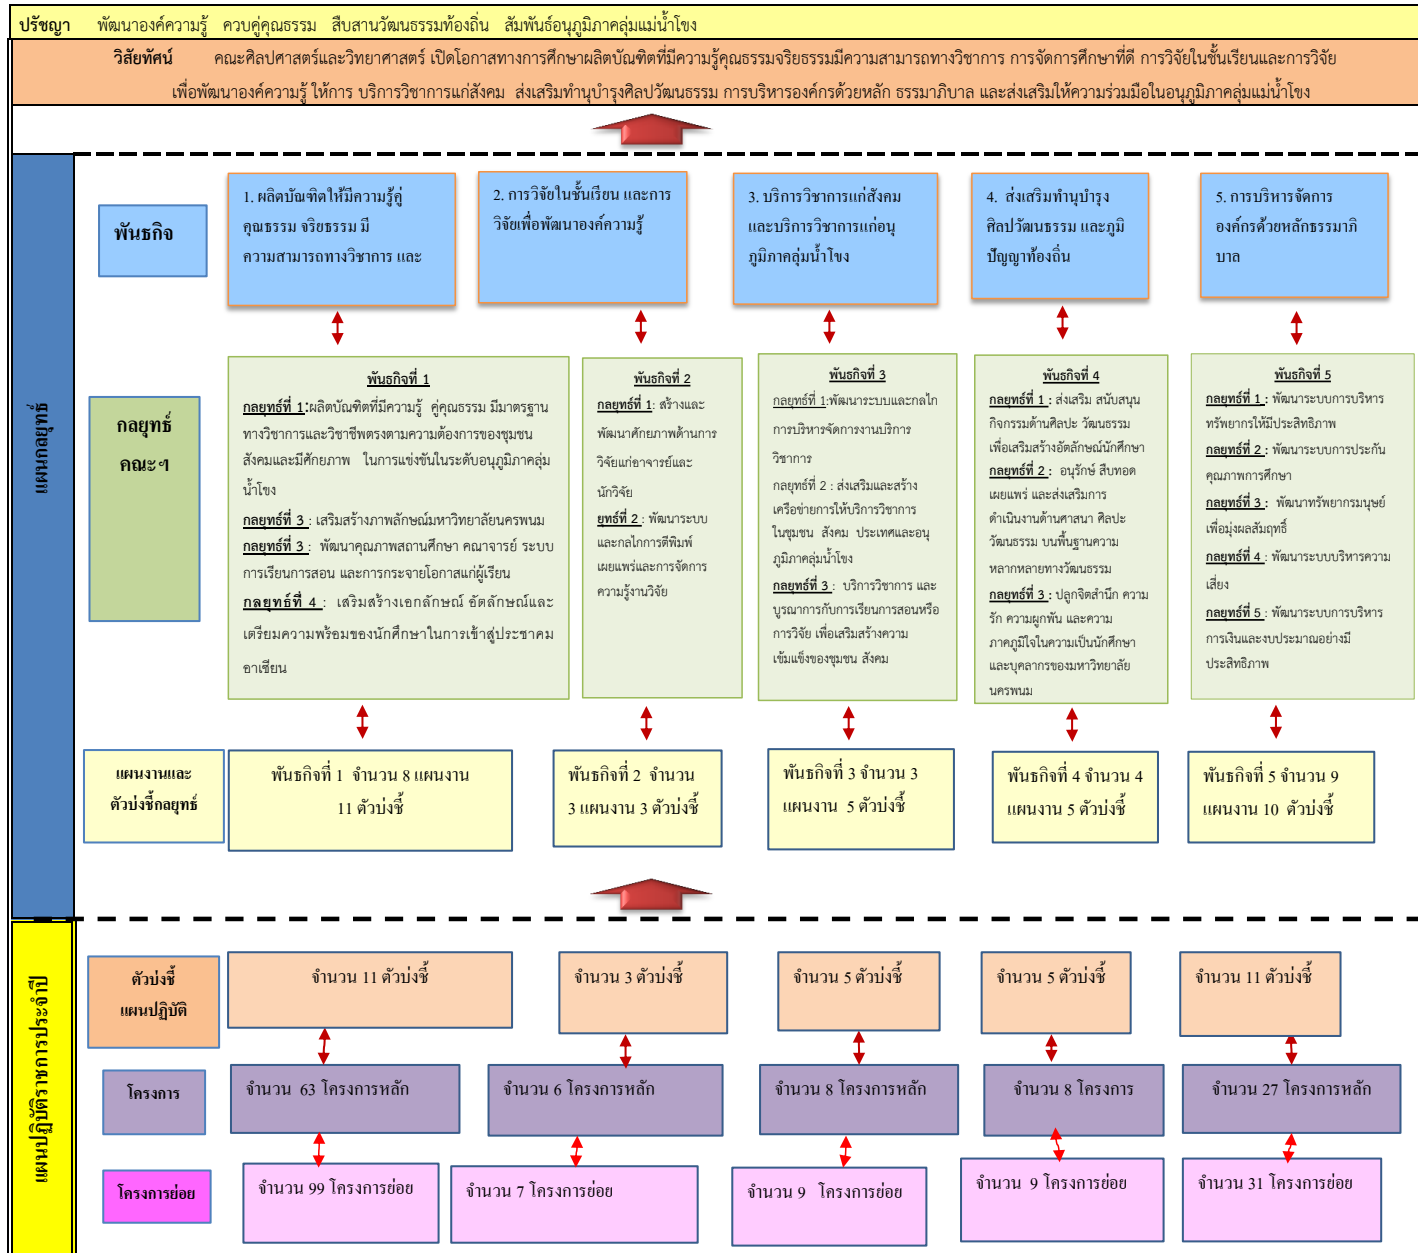 ปรัชญา พัฒนาองค์ความรู้ ควบคู่คุณธรรม สืบสานวัฒนธรรมท้องถิ่น สัมพันธ์อนุภูมิภาคลุ่มแม่น้ำโขง
วิสัยทัศน์ คณะศิลปศาสตร์และวิทยาศาสตร์ เปิดโอกาสทางการศึกษาผลิตบัณฑิตที่มีความรู้คุณธรรมจริยธรรมมีความสามารถทางวิชาการ การจัดการศึกษาที่ดี การวิจัยในชั้นเรียนและการวิจัย
เพื่อพัฒนาองค์ความรู้ ให้การ บริการวิชาการแก่สังคม ส่งเสริมทำนุบำรุงศิลปวัฒนธรรม การบริหารองค์กรด้วยหลัก ธรรมาภิบาล และส่งเสริมให้ความร่วมมือในอนุภูมิภาคลุ่มแม่น้ำโขง
แผนกลยุทธ์
พันธกิจ
1. ผลิตบัณฑิตให้มีความรู้คู่
คุณธรรม จริยธรรม มี
ความสามารถทางวิชาการ และ
2. การวิจัยในชั้นเรียน และการ
วิจัยเพื่อพัฒนาองค์ความรู้
3. บริการวิชาการแก่สังคม
และบริการวิชาการแก่อนุ
ภูมิภาคลุ่มน้ำโขง
4. ส่งเสริมทำนุบำรุง
ศิลปวัฒนธรรม และภูมิ
ปัญญาท้องถิ่น
5. การบริหารจัดการ
องค์กรด้วยหลักธรรมาภิ
บาล
กลยุทธ์
คณะฯ
พันธกิจที่ 1
กลยุทธ์ที่ 1:ผลิตบัณฑิตที่มีความรู้ คู่คุณธรรม มีมาตรฐาน
ทางวิชาการและวิชาชีพตรงตามความต้องการของชุมชน
สังคมและมีศักยภาพ ในการแข่งขันในระดับอนุภูมิภาคลุ่ม
น้ำโขง
กลยุทธ์ที่ 3 : เสริมสร้างภาพลักษณ์มหาวิทยาลัยนครพนม
กลยุทธ์ที่ 3 : พัฒนาคุณภาพสถานศึกษา คณาจารย์ ระบบ
การเรียนการสอน และการกระจายโอกาสแก่ผู้เรียน
กลยุทธ์ที่ 4 : เสริมสร้างเอกลักษณ์ อัตลักษณ์และ
เตรียมความพร้อมของนักศึกษาในการเข้าสู่ประชาคม
อาเซียน
พันธกิจที่ 2
กลยุทธ์ที่ 1: สร้างและ
พัฒนาศักยภาพด้านการ
วิจัยแก่อาจารย์และ
นักวิจัย
ยุทธ์ที่ 2 : พัฒนาระบบ
และกลไกการตีพิมพ์
เผยแพร่และการจัดการ
ความรู้งานวิจัย
พันธกิจที่ 3
กลยุทธ์ที่ 1:พัฒนาระบบและกลไก
การบริหารจัดการงานบริการ
วิชาการ
กลยุทธ์ที่ 2 : ส่งเสริมและสร้าง
เครือข่ายการให้บริการวิชาการ
ในชุมชน สังคม ประเทศและอนุ
ภูมิภาคลุ่มน้ำโขง
กลยุทธ์ที่ 3 : บริการวิชาการ และ
บูรณาการกับการเรียนการสอนหรือ
การวิจัย เพื่อเสริมสร้างความ
เข้มแข็งของชุมชน สังคม
พันธกิจที่ 4
กลยุทธ์ที่ 1 : ส่งเสริม สนับสนุน
กิจกรรมด้านศิลปะ วัฒนธรรม
เพื่อเสริมสร้างอัตลักษณ์นักศึกษา
กลยุทธ์ที่ 2 : อนุรักษ์ สืบทอด
เผยแพร่ และส่งเสริมการ
ดำเนินงานด้านศาสนา ศิลปะ
วัฒนธรรม บนพื้นฐานความ
หลากหลายทางวัฒนธรรม
กลยุทธ์ที่ 3 : ปลูกจิตสำนึก ความ
รัก ความผูกพัน และความ
ภาคภูมิใจในความเป็นนักศึกษา
และบุคลากรของมหาวิทยาลัย
นครพนม
พันธกิจที่ 5
กลยุทธ์ที่ 1 : พัฒนาระบบการบริหาร
ทรัพยากรให้มีประสิทธิภาพ
กลยุทธ์ที่ 2 : พัฒนาระบบการประกัน
คุณภาพการศึกษา
กลยุทธ์ที่ 3 : พัฒนาทรัพยากรมนุษย์
เพื่อมุ่งผลสัมฤทธิ์
กลยุทธ์ที่ 4 : พัฒนาระบบบริหารความ
เสี่ยง
กลยุทธ์ที่ 5 : พัฒนาระบบการบริหาร
การเงินและงบประมาณอย่างมี
ประสิทธิภาพ
แผนงานและ
ตัวบ่งชี้กลยุทธ์
พันธกิจที่ 1 จำนวน 8 แผนงาน
11 ตัวบ่งชี้
พันธกิจที่ 2 จำนวน
3 แผนงาน 3 ตัวบ่งชี้
พันธกิจที่ 3 จำนวน 3
แผนงาน 5 ตัวบ่งชี้
พันธกิจที่ 4 จำนวน 4
แผนงาน 5 ตัวบ่งชี้
พันธกิจที่ 5 จำนวน 9
แผนงาน 10 ตัวบ่งชี้
แผนปฏิบัติราชการประจำปี
ตัวบ่งชี้
แผนปฏิบัติ
จำนวน 11 ตัวบ่งชี้
จำนวน 3 ตัวบ่งชี้
จำนวน 5 ตัวบ่งชี้
จำนวน 5 ตัวบ่งชี้
จำนวน 11 ตัวบ่งชี้
โครงการ
จำนวน 63 โครงการหลัก
จำนวน 6 โครงการหลัก
จำนวน 8 โครงการหลัก
จำนวน 8 โครงการ
จำนวน 27 โครงการหลัก
โครงการย่อย
จำนวน 99 โครงการย่อย
จำนวน 7 โครงการย่อย
จำนวน 9 โครงการย่อย
จำนวน 9 โครงการย่อย
จำนวน 31 โครงการย่อย